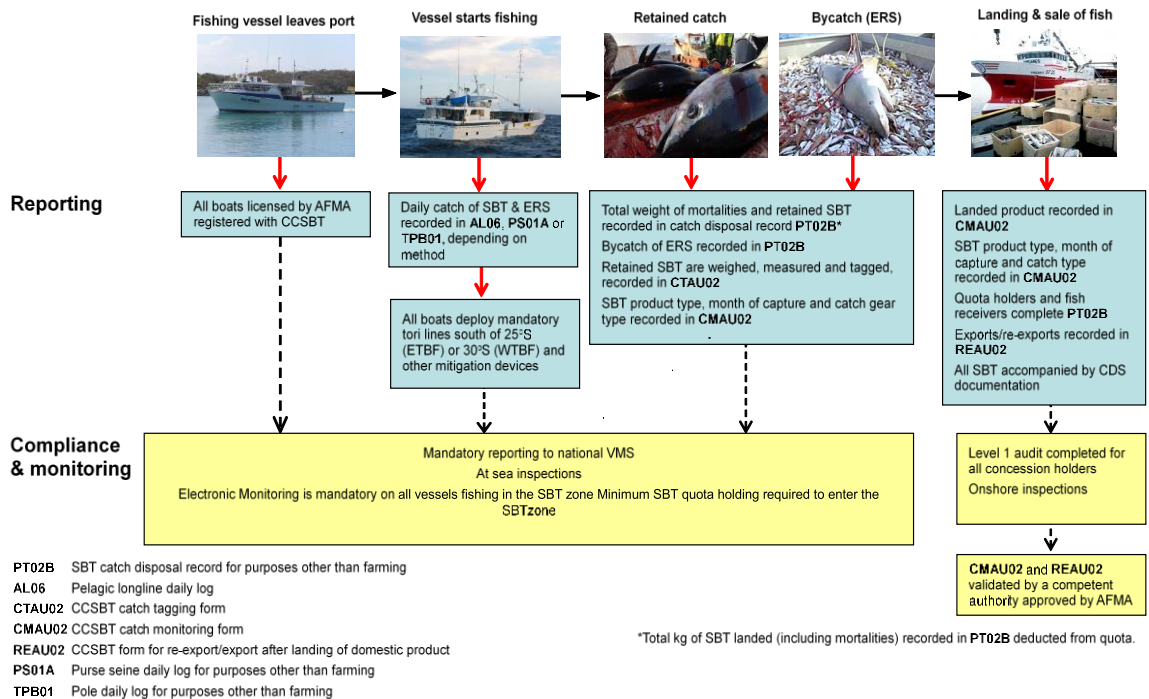 Fishing vessel leaves port
Vessel starts fishing
Retained catch
Bycatch (ERS)
Landing & sale of fish
Reporting
All boats licensed by AFMA
registered with CCSBT
Daily catch of SBT & ERS
recorded in AL06, PS01A or
TPB01, depending on
method
All boats deploy mandatory
tori lines south of 25ºS
(ETBF) or 30ºS (WTBF) and
other mitigation devices
Total weight of mortalities and retained SBT
recorded in catch disposal record PT02B*
Bycatch of ERS recorded in PT02B
Retained SBT are weighed, measured and tagged,
recorded in CTAU02
SBT product type, month of capture and catch gear
type recorded in CMAU02
Landed product recorded in
CMAU02
SBT product type, month of
capture and catch type
recorded in CMAU02
Quota holders and fish
receivers complete PT02B
Exports/re-exports recorded in
REAU02
All SBT accompanied by CDS
documentation
Compliance
& monitoring
Mandatory reporting to national VMS
At sea inspections
Electronic Monitoring is mandatory on all vessels fishing in the SBT zone Minimum SBT quota holding required to enter the
SBTzone
Level 1 audit completed for
all concession holders
Onshore inspections
CMAU02 and REAU02
validated by a competent
authority approved by AFMA
PT02B SBT catch disposal record for purposes other than farming
AL06 Pelagic longline daily log
CTAU02 CCSBT catch tagging form
CMAU02 CCSBT catch monitoring form
REAU02 CCSBT form for re-export/export after landing of domestic product
PS01A Purse seine daily log for purposes other than farming
TPB01 Pole daily log for purposes other than farming
*Total kg of SBT landed (including mortalities) recorded in PT02B deducted from quota.